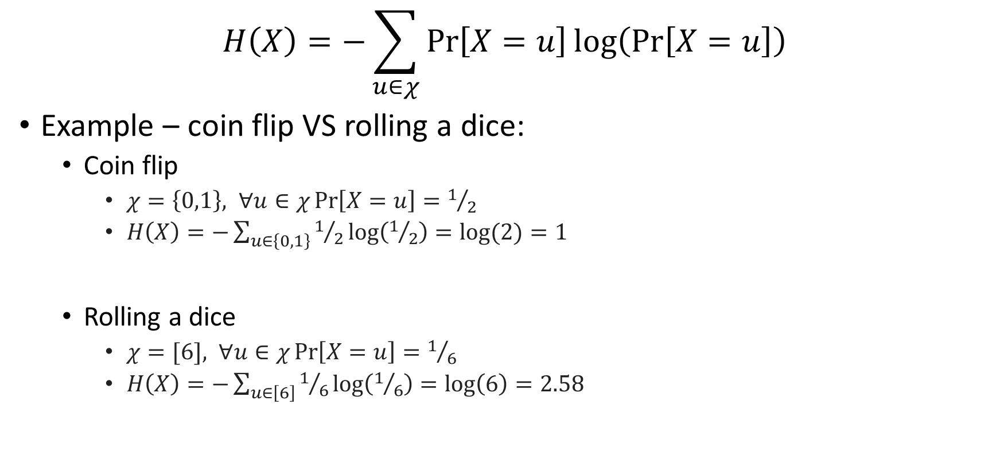 H(X) = − ∑_{u∈χ} Pr[X = u] log(Pr[X = u])
• Example – coin flip VS rolling a dice:
• Coin flip
• χ = {0,1}, ∀u ∈ χ Pr[X = u] = 1/2
• H(X) = − ∑_{u∈{0,1}} 1/2 log(1/2) = log(2) = 1
• Rolling a dice
• χ = [6], ∀u ∈ χ Pr[X = u] = 1/6
• H(X) = − ∑_{u∈[6]} 1/6 log(1/6) = log(6) = 2.58